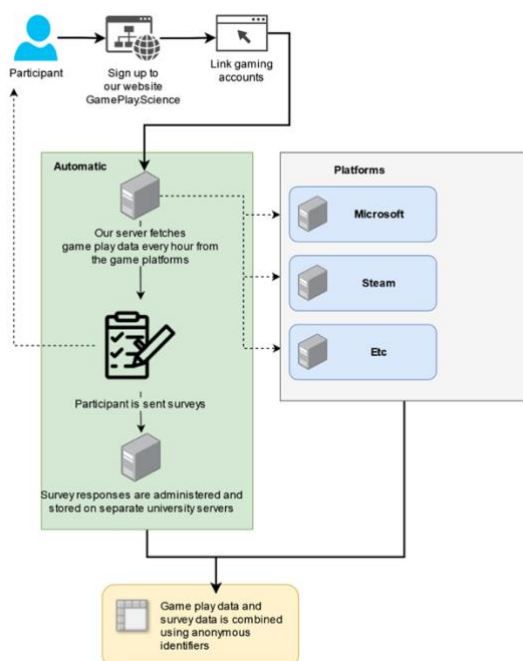 Participant
Sign up to
our website
GamePlayScience
Link gaming
accounts
Automatic
Our server fetches
game play data every hour from
the game platforms
Participant is sent surveys
Survey responses are administered and
stored on separate university servers
Platforms
Microsoft
Steam
Etc
Game play data and
survey data is combined
using anonymous
identifiers